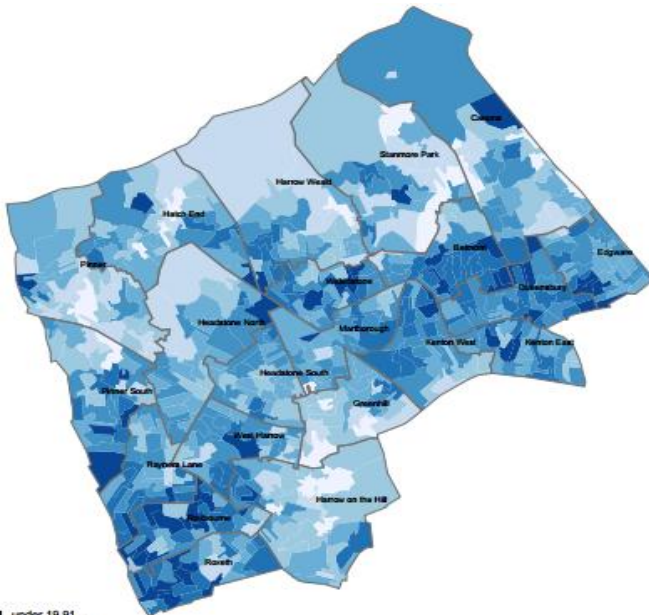 Canons
Stanmore Park
Harrow Weald
Hatch End
Belmont
Edgware
Pinner
Wealdstone
Queensbury
Headstone North
Marlborough
Kenton West
Kenton East
Headstone South
Pinner South
Greenhill
West Harrow
Rayners Lane
Harrow on the Hill
Roxbourne
Roxeth
under 19.91